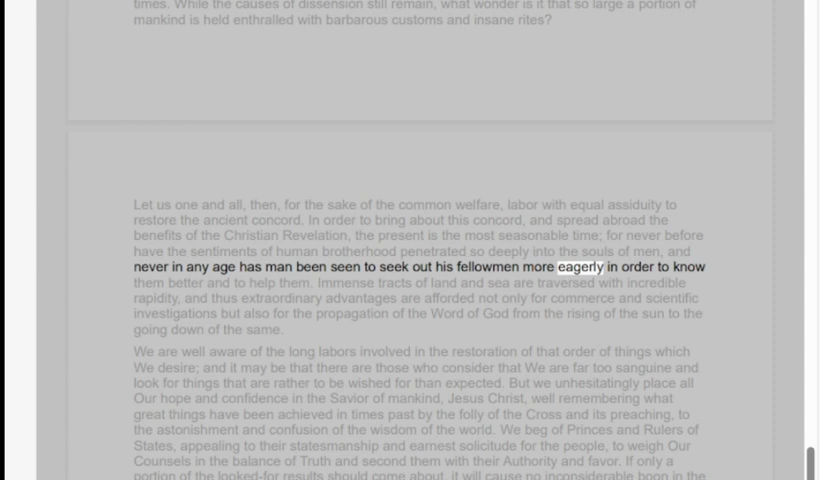 times. While the causes of dissension still remain, what wonder is it that so large a portion of
mankind is held enthralled with barbarous customs and insane rites?
Let us one and all, then, for the sake of the common welfare, labor with equal assiduity to
restore the ancient concord. In order to bring about this concord, and spread abroad the
benefits of the Christian Revelation, the present is the most seasonable time; for never before
have the sentiments of human brotherhood penetrated so deeply into the souls of men, and
never in any age has man been seen to seek out his fellowmen more eagerly in order to know
them better and to help them. Immense tracts of land and sea are traversed with incredible
rapidity, and thus extraordinary advantages are afforded not only for commerce and scientific
investigations but also for the propagation of the Word of God from the rising of the sun to the
going down of the same.
We are well aware of the long labors involved in the restoration of that order of things which
We desire; and it may be that there are those who consider that We are far too sanguine and
look for things that are rather to be wished for than expected. But we unhesitatingly place all
Our hope and confidence in the Savior of mankind, Jesus Christ, well remembering what
great things have been achieved in times past by the folly of the Cross and its preaching, to
the astonishment and confusion of the wisdom of the world. We beg of Princes and Rulers of
States, appealing to their statesmanship and earnest solicitude for the people, to weigh Our
Counsels in the balance of Truth and second them with their Authority and favor. If only a
portion of the looked-for results should come about, it will cause no inconsiderable boon in the